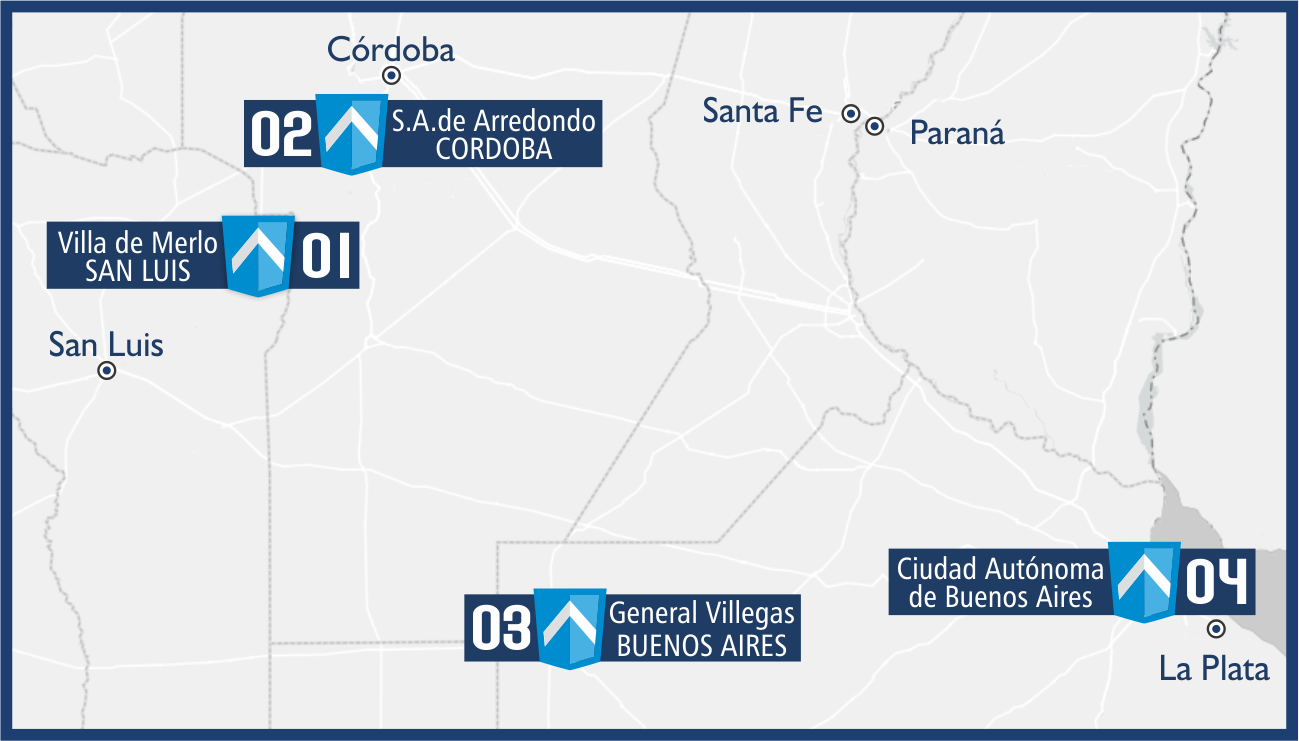 Córdoba
02
S.A.de Arredondo
CORDOBA
Santa Fe
Paraná
Villa de Merlo
SAN LUIS
01
San Luis
03
General Villegas
BUENOS AIRES
Ciudad Autónoma
de Buenos Aires
04
La Plata